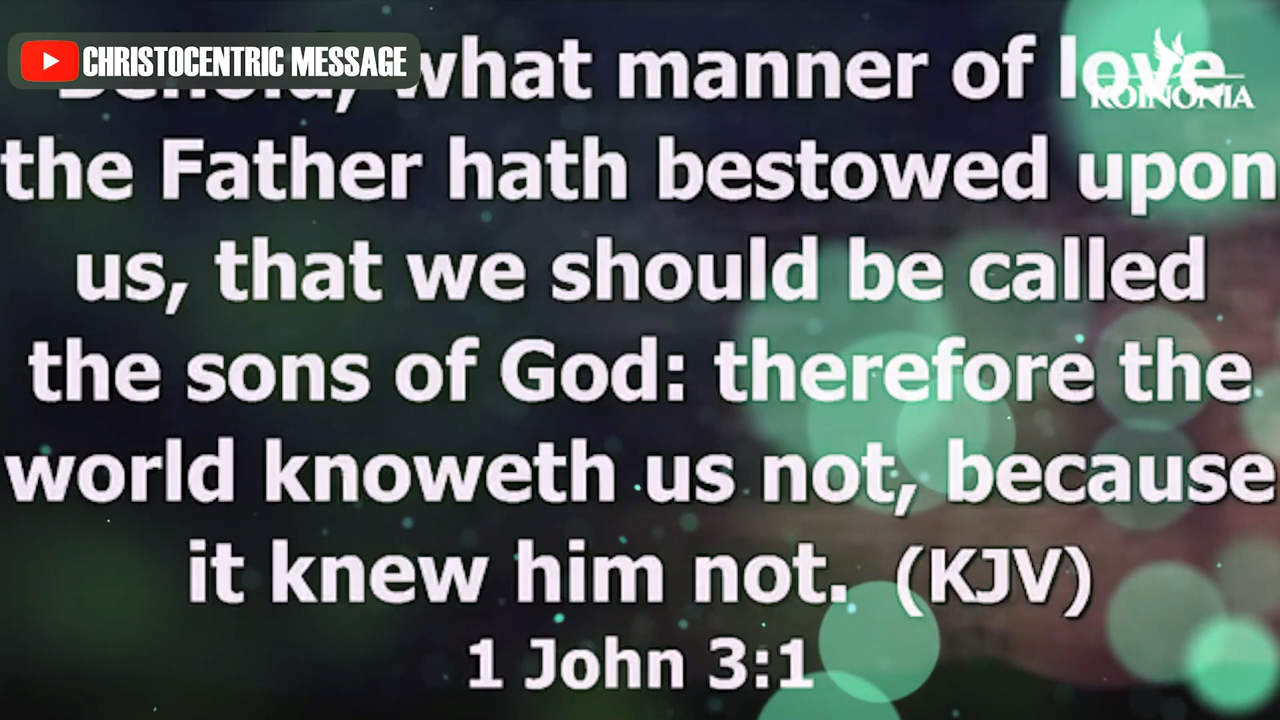 CHRISTOCENTRIC MESSAGE
Behold, what manner of love
KOINONIA
the Father hath bestowed upon
us, that we should be called
the sons of God: therefore the
world knoweth us not, because
it knew him not. (KJV)
1 John 3:1